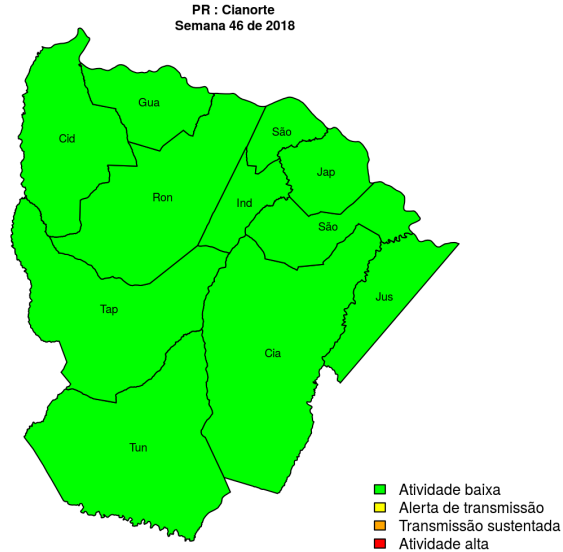 PR : Cianorte
Semana 46 de 2018
Gua
Cid
São
Jap
Ron
Ind
São
Jus
Tap
Cia
Tun
Atividade baixa
Alerta de transmissão
Transmissão sustentada
Atividade alta